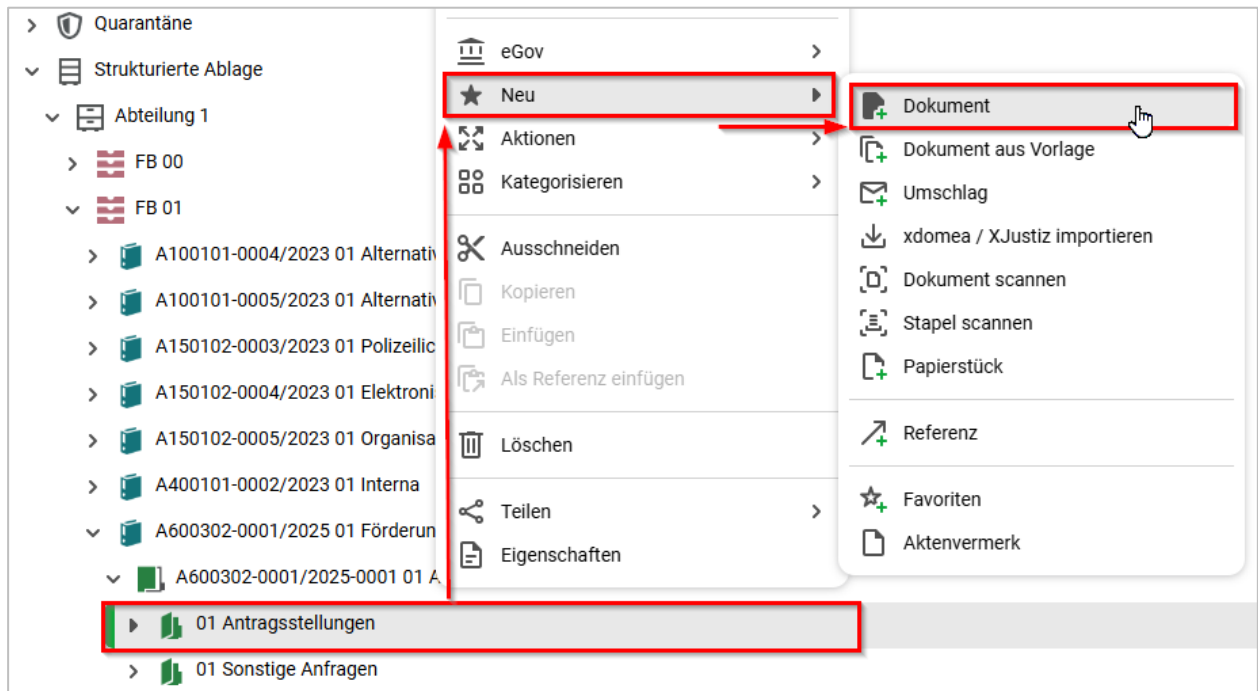 Quarantäne
Strukturierte Ablage
Abteilung 1
FB 00
FB 01
A100101-0004/2023 01 Alternativ
A100101-0005/2023 01 Alternativ
A150102-0003/2023 01 Polizeilic
A150102-0004/2023 01 Elektroni
A150102-0005/2023 01 Organisa
A400101-0002/2023 01 Interna
A600302-0001/2025 01 Förderun
A600302-0001/2025-0001 01 A
01 Antragsstellungen
01 Sonstige Anfragen
eGov
Neu
Aktionen
Kategorisieren
Ausschneiden
Kopieren
Einfügen
Als Referenz einfügen
Löschen
Teilen
Eigenschaften
Dokument
Dokument aus Vorlage
Umschlag
xdomea / XJustiz importieren
Dokument scannen
Stapel scannen
Papierstück
Referenz
Favoriten
Aktenvermerk